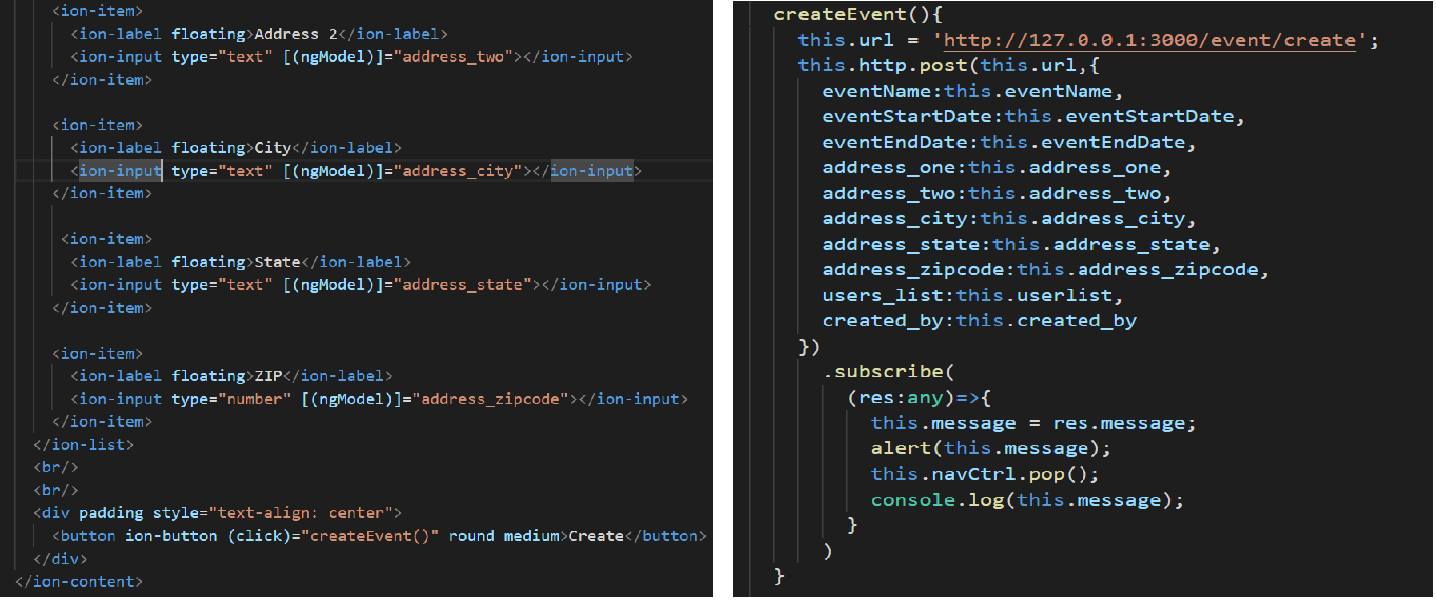 <ion-item>
<ion-label floating>Address 2</ion-label>
<ion-input type="text" [(ngModel)]="address_two"></ion-input>
</ion-item>
<ion-item>
<ion-label floating>City</ion-label>
<ion-input type="text" [(ngModel)]="address_city"></ion-input>
</ion-item>
<ion-item>
<ion-label floating>State</ion-label>
<ion-input type="text" [(ngModel)]="address_state"></ion-input>
</ion-item>
<ion-item>
<ion-label floating>ZIP</ion-label>
<ion-input type="number" [(ngModel)]="address_zipcode"></ion-input>
</ion-item>
</ion-list>
<br/>
<br/>
<div padding style="text-align: center">
<button ion-button (click)="createEvent()" round medium>Create</button>
</div>
</ion-content>
createEvent(){
this.url = 'http://127.0.0.1:3000/event/create';
this.http.post(this.url,{
eventName:this.eventName,
eventStartDate:this.eventStartDate,
eventEndDate:this.eventEndDate,
address_one:this.address_one,
address_two:this.address_two,
address_city:this.address_city,
address_state:this.address_state,
address_zipcode:this.address_zipcode,
users_list:this.userlist,
created_by:this.created_by
})
.subscribe(
(res:any)=>{
this.message = res.message;
alert(this.message);
this.navCtrl.pop();
console.log(this.message);
}
)
}